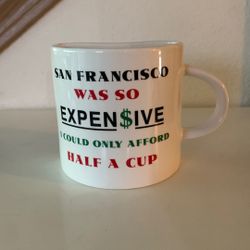 SAN FRANCISCO
WAS SO
EXPEN$IVE
I COULD ONLY AFFORD
HALF A CUP